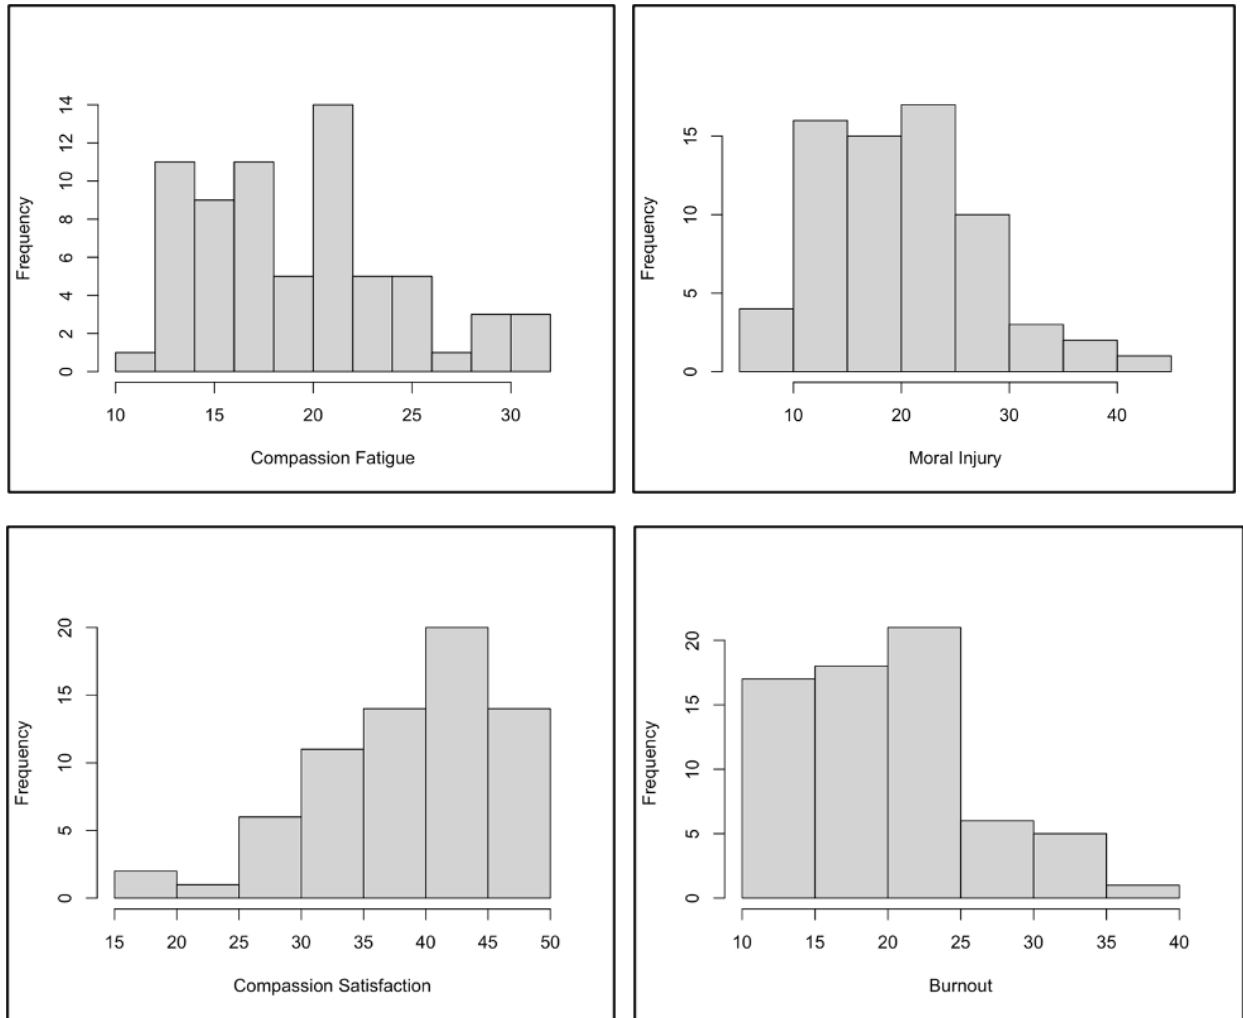 Frequency
14
12
10
8
6
4
2
0
10 15 20 25 30
Compassion Fatigue
Frequency
15
10
5
0
10 20 30 40
Moral Injury
Frequency
20
15
10
5
0
15 20 25 30 35 40 45 50
Compassion Satisfaction
Frequency
20
15
10
5
0
10 15 20 25 30 35 40
Burnout